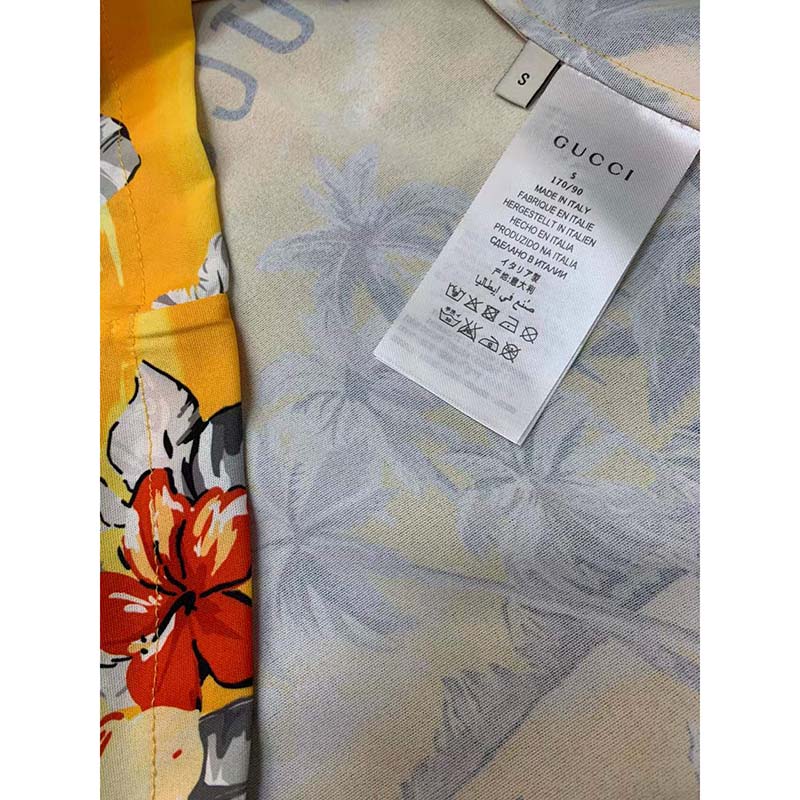 SU
S
GUCCI
S
170/90
MADE IN ITALY
FABRIQUE EN ITALIE
HERGESTELLT IN ITALIEN
HECHO EN ITALIA
PRODUZIDO NA ITALIA
СДЕЛАНО В ИТАЛИИ
イタリア製
产地:意大利
صنع في إيطاليا